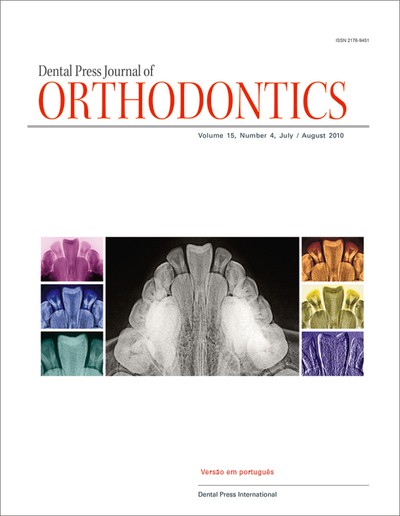 ISSN 2176-9451
Dental Press Journal of
ORTHODONTICS
Volume 15, Number 4, July / August 2010
Versão em português
Dental Press International